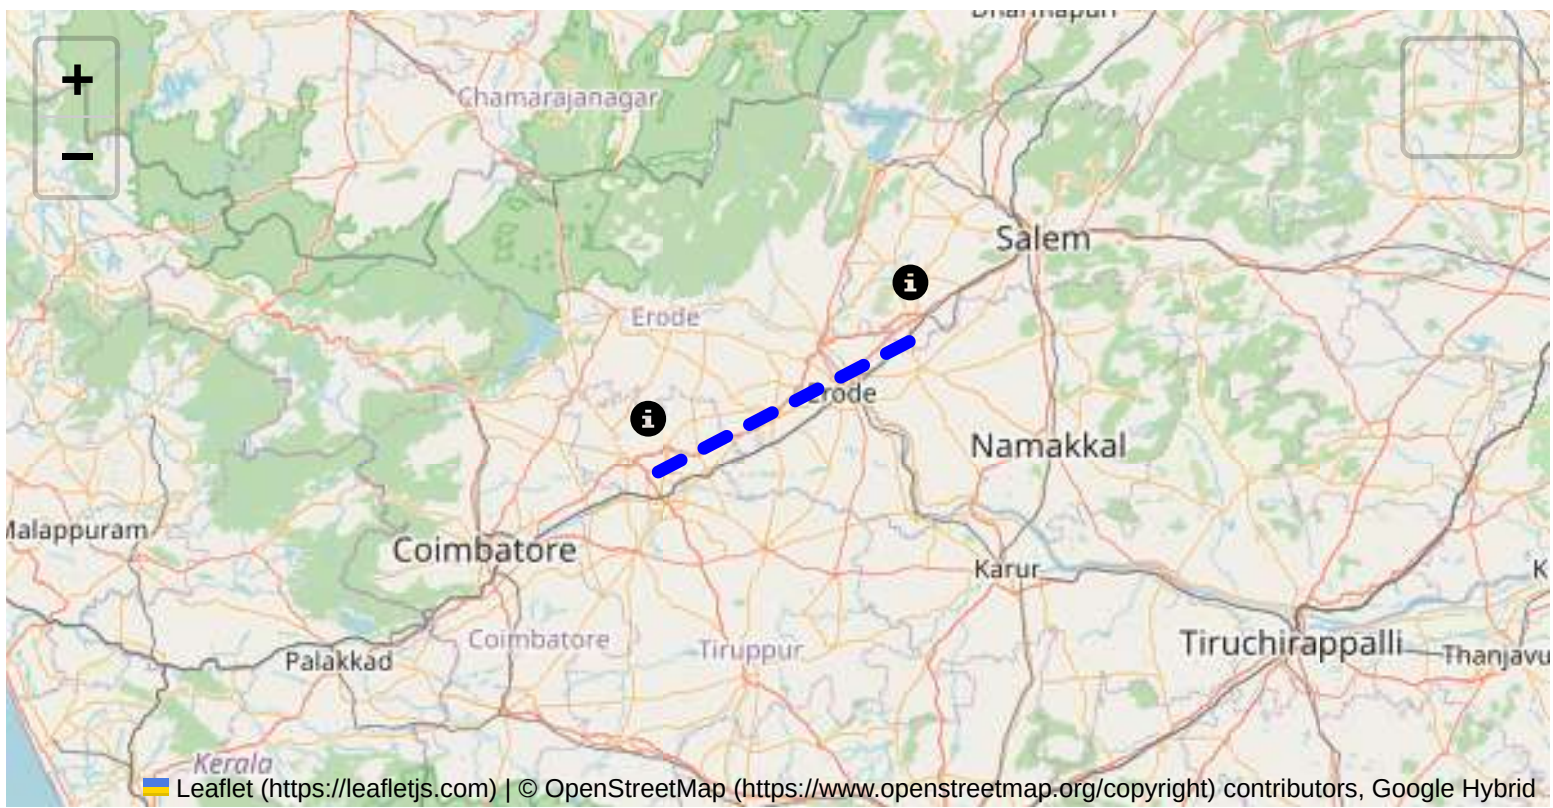 Dharmapuri
+
Chamarajanagar
−
Salem
i
Erode
i
Erode
Namakkal
Malappuram
Coimbatore
Karur
K
Coimbatore
Tiruppur
Tiruchirappalli
Thanjavu
Palakkad
Kerala
Leaflet (https://leafletjs.com) | © OpenStreetMap (https://www.openstreetmap.org/copyright) contributors, Google Hybrid